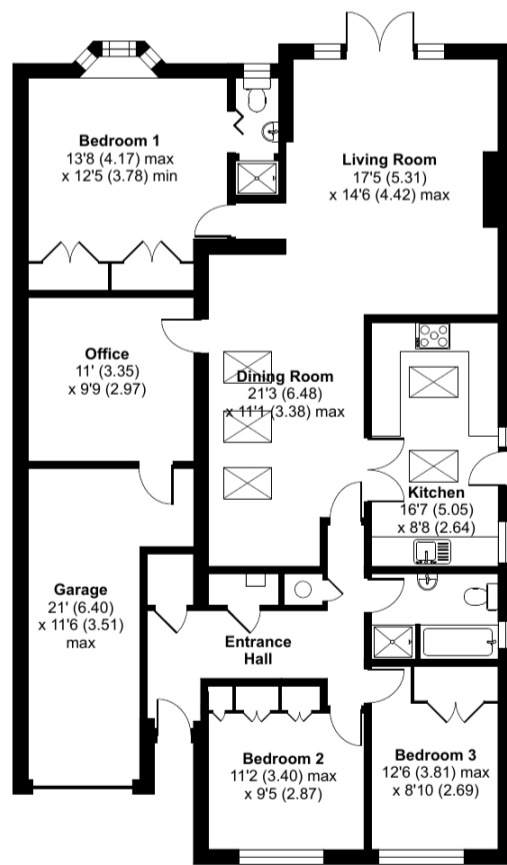 Bedroom 1
13'8 (4.17) max
x 12'5 (3.78) min
Living Room
17'5 (5.31)
x 14'6 (4.42) max
Office
11' (3.35)
x 9'9 (2.97)
Dining Room
21'3 (6.48)
x 11'1 (3.38) max
Kitchen
16'7 (5.05)
x 8'8 (2.64)
Garage
21' (6.40)
x 11'6 (3.51)
max
Entrance
Hall
Bedroom 2
11'2 (3.40) max
x 9'5 (2.87)
Bedroom 3
12'6 (3.81) max
x 8'10 (2.69)